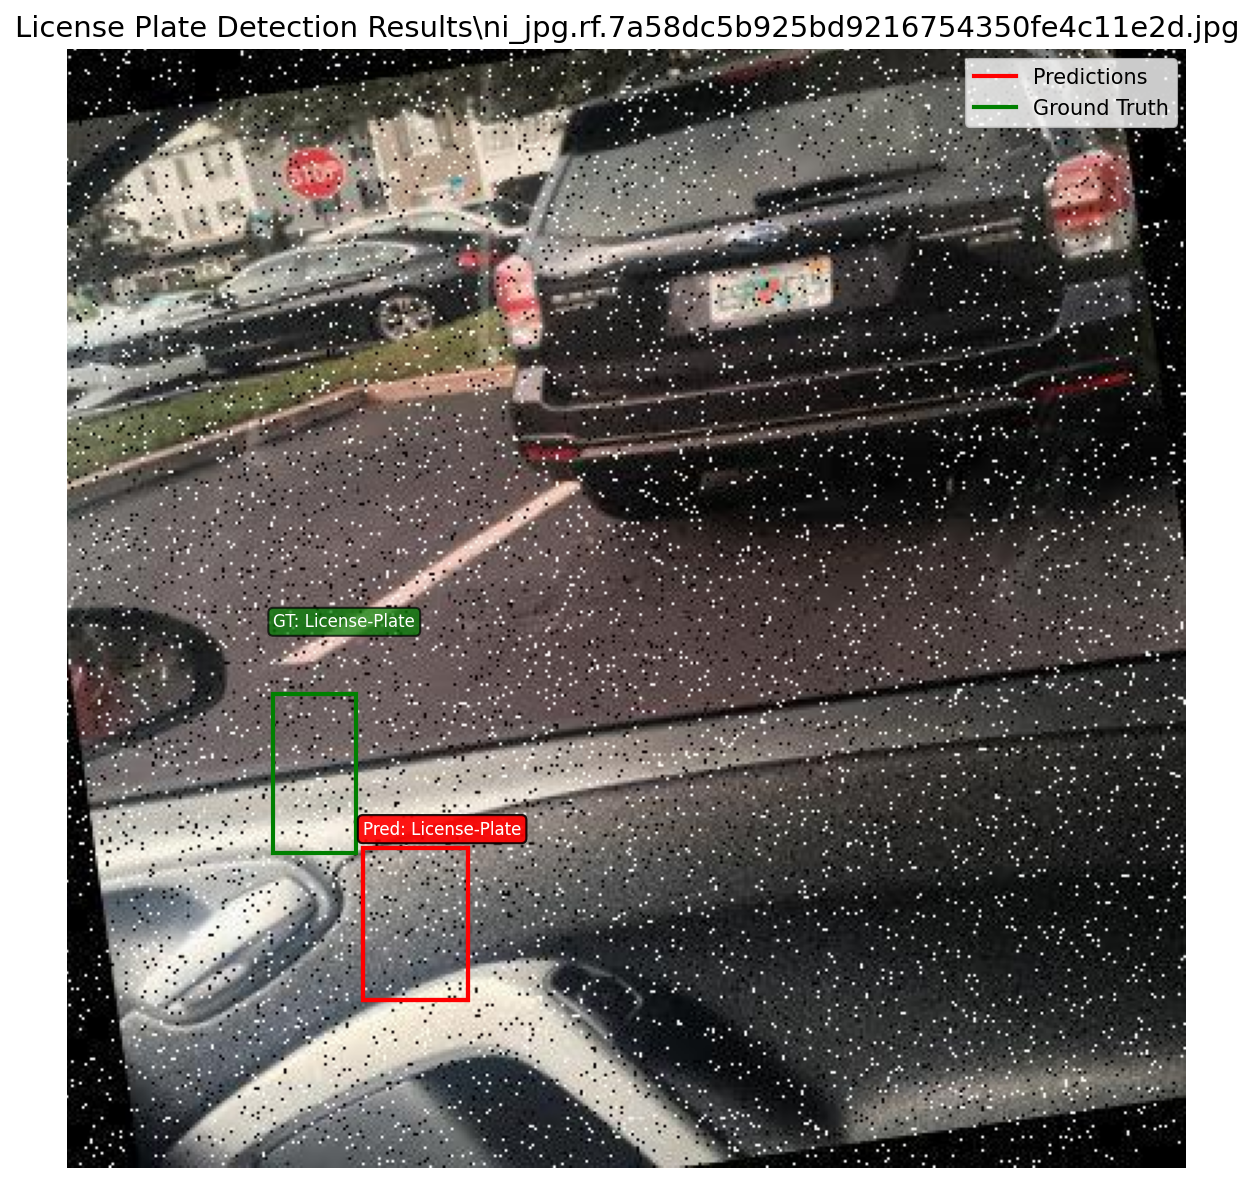 License Plate Detection Results\ni_jpg.rf.7a58dc5b925bd9216754350fe4c11e2d.jpg
Predictions
Ground Truth
STOP
GT: License-Plate
Pred: License-Plate